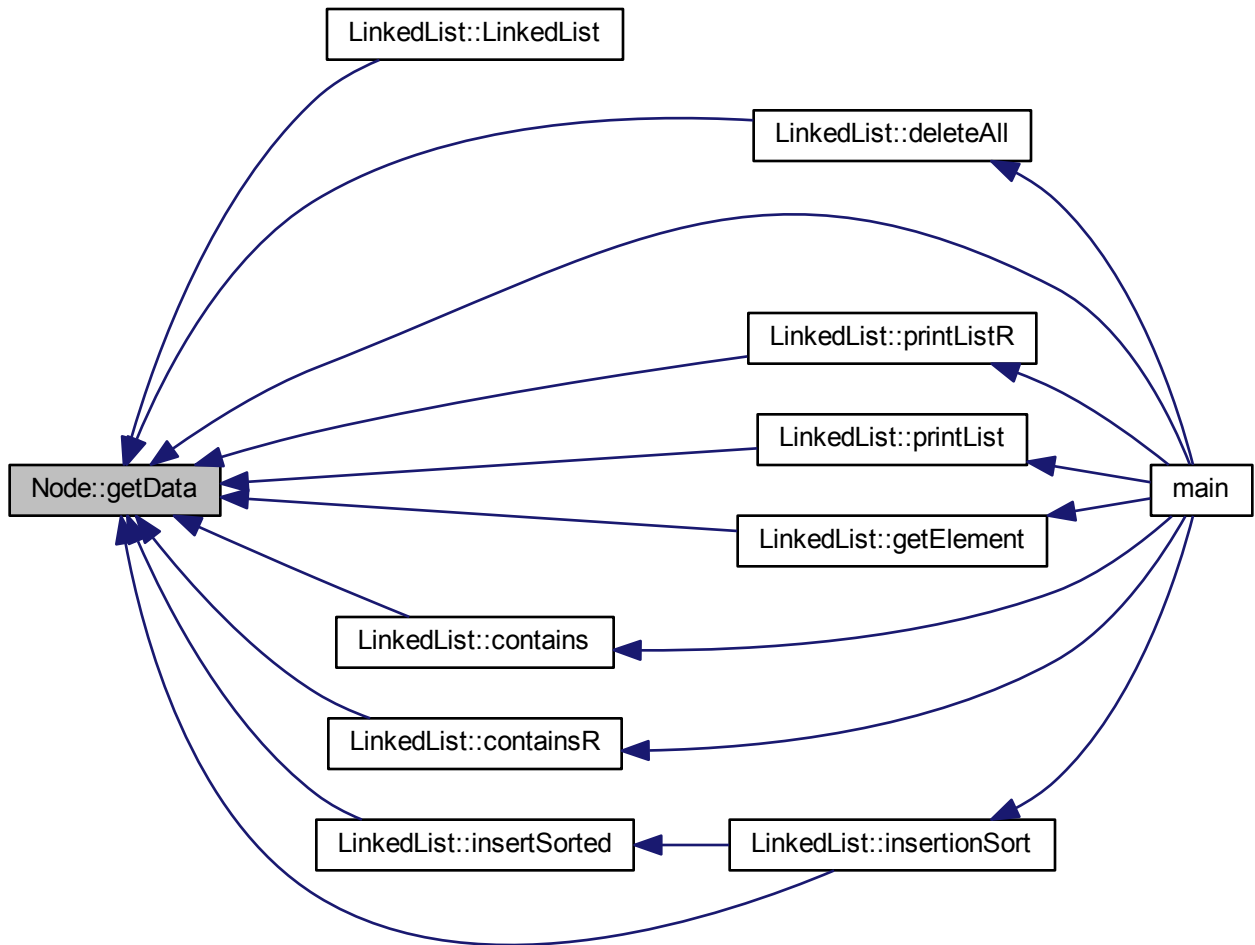 LinkedList::LinkedList
LinkedList::deleteAll
LinkedList::printListR
LinkedList::printList
Node::getData
main
LinkedList::getElement
LinkedList::contains
LinkedList::containsR
LinkedList::insertSorted
LinkedList::insertionSort